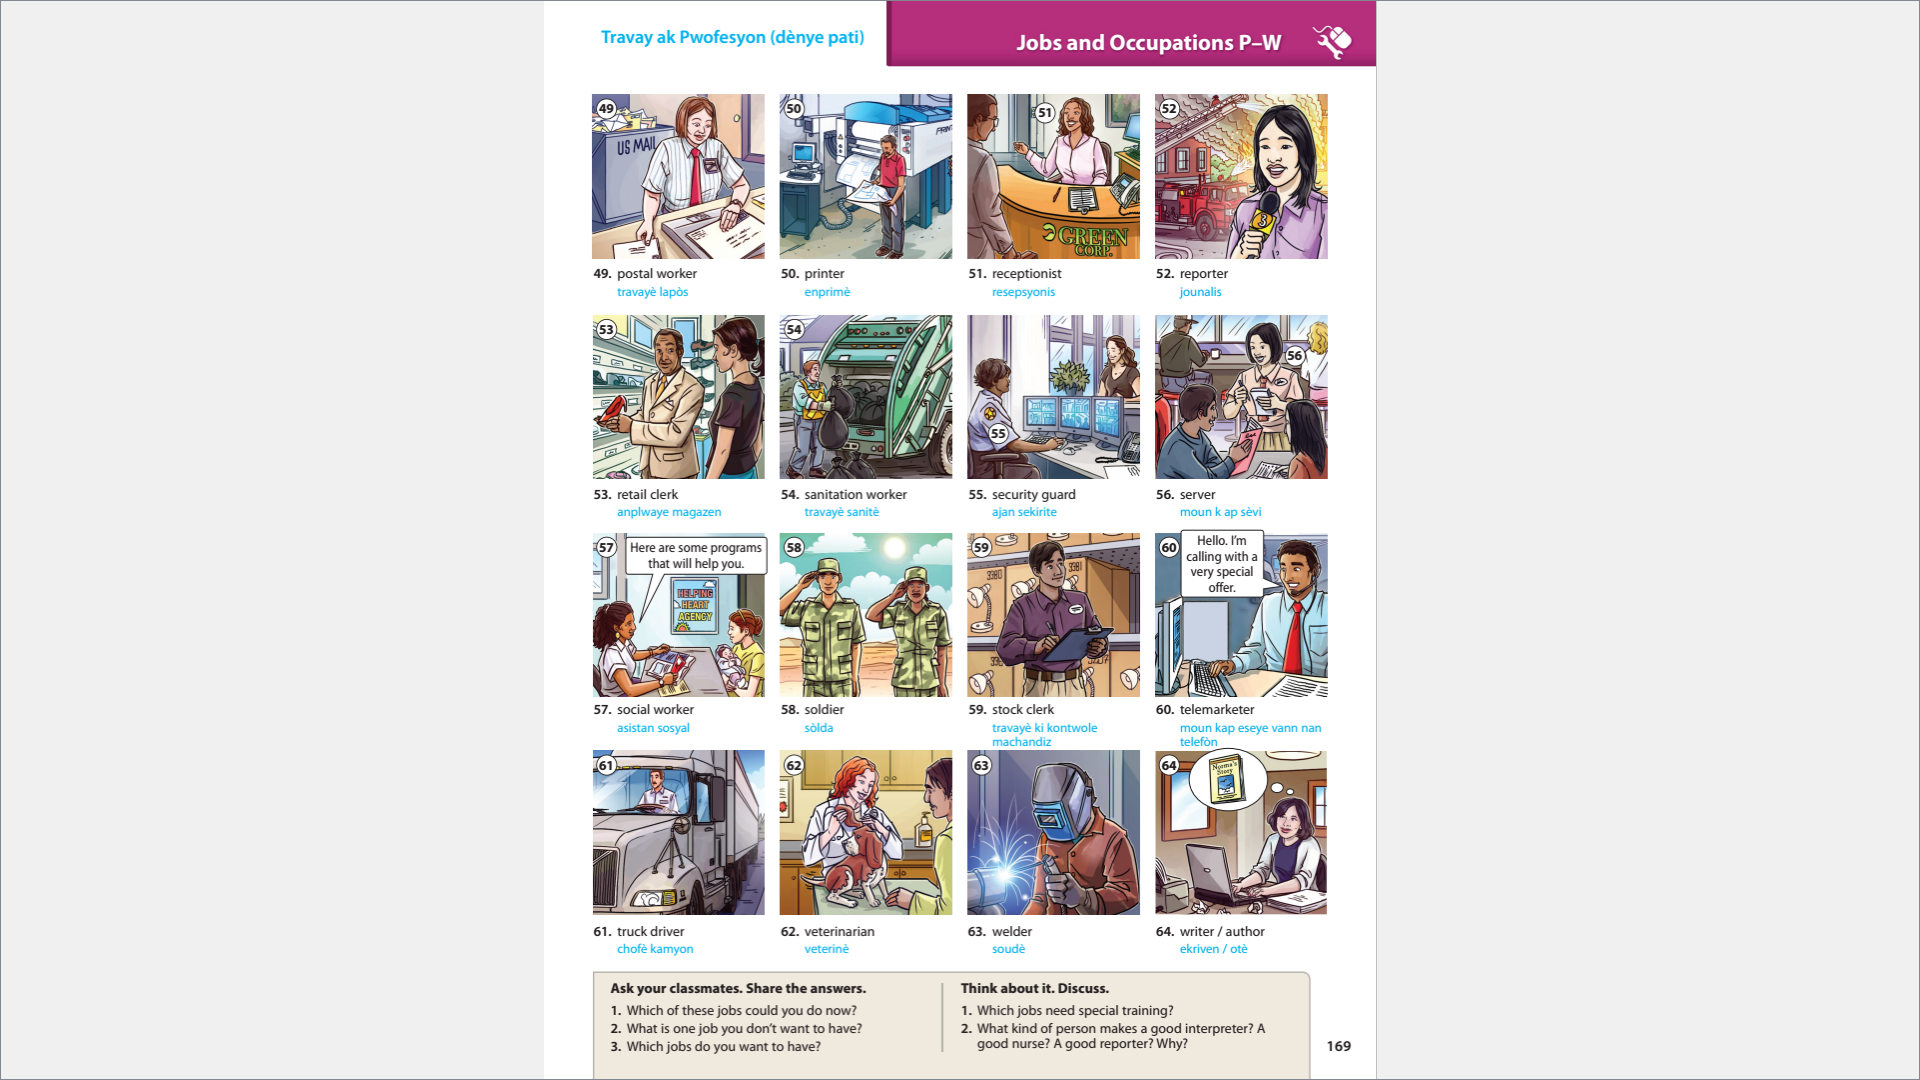 Travay ak Pwofesyon (dènye pati)
Jobs and Occupations P–W
49
US MAIL
50
51
GREEN
CORP.
52
3
49. postal worker
travayè lapòs
50. printer
enprimè
51. receptionist
resepsyonis
52. reporter
jounalis
53
54
55
56
53. retail clerk
anplwaye magazen
54. sanitation worker
travayè sanitè
55. security guard
ajan sekirite
56. server
moun k ap sèvi
57
Here are some programs
that will help you.
HELPING
HEART
AGENCY
58
59
3380
3381
60
Hello. I'm
calling with a
very special
offer.
57. social worker
asistan sosyal
58. soldier
sòlda
59. stock clerk
travayè ki kontwole
machandiz
60. telemarketer
moun kap eseye vann nan
telefòn
61
62
63
64
Norma's
Story
61. truck driver
chofè kamyon
62. veterinarian
veterinè
63. welder
soudè
64. writer / author
ekriven / otè
Ask your classmates. Share the answers.
1. Which of these jobs could you do now?
2. What is one job you don't want to have?
3. Which jobs do you want to have?
Think about it. Discuss.
1. Which jobs need special training?
2. What kind of person makes a good interpreter? A
good nurse? A good reporter? Why?
169